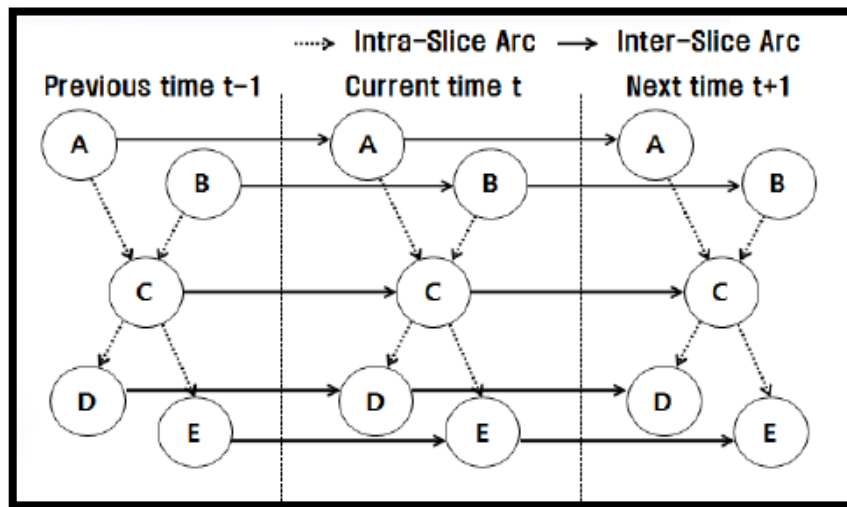 Intra-Slice Arc Inter-Slice Arc
Previous time t-1 Current time t Next time t+1
A A A
B B B
C C C
D D D
E E E